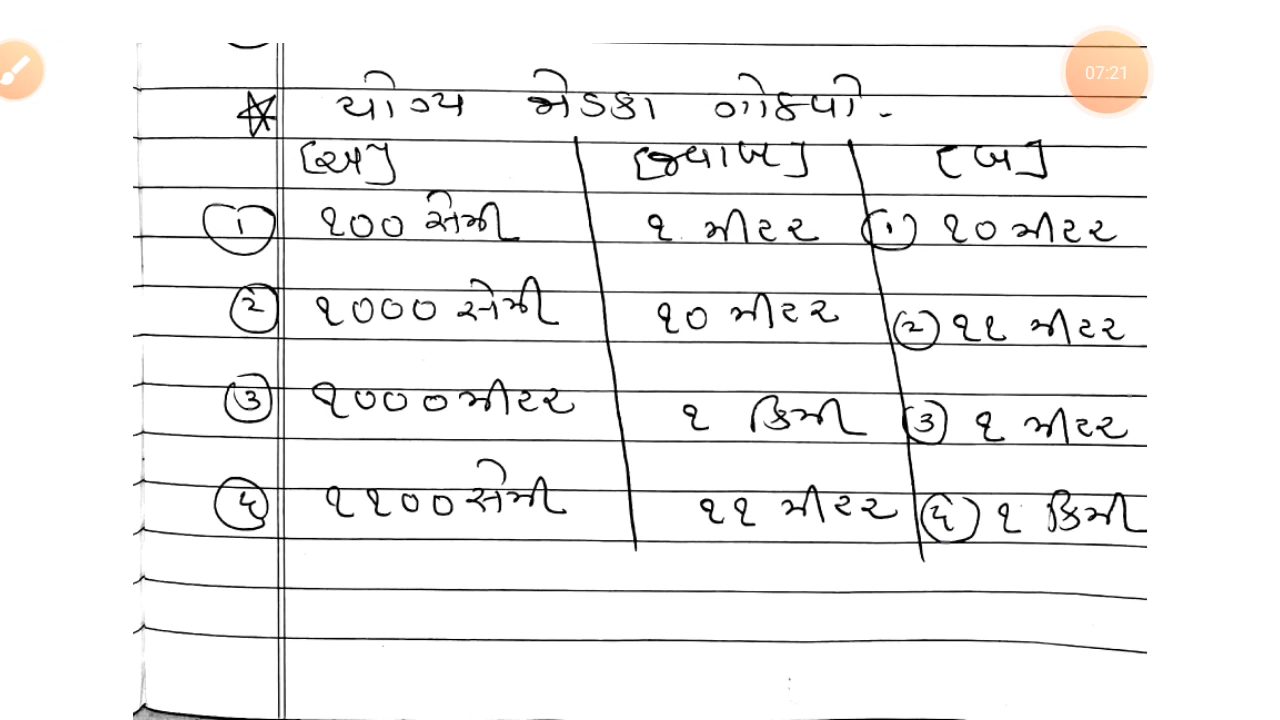 07:21
યોગ્ય જોડકા ગોઠવો.
[અ] [જવાબ] [બ]
૧ ૧૦૦ સેમી ૧ મીટર ૧ ૧૦ મીટર
૨ ૧૦૦૦ સેમી ૧૦ મીટર ૨ ૧૧ મીટર
૩ ૧૦૦૦ મીટર ૧ કિમી ૩ ૧ મીટર
૪ ૧૧૦૦ સેમી ૧૧ મીટર ૪ ૧ કિમી